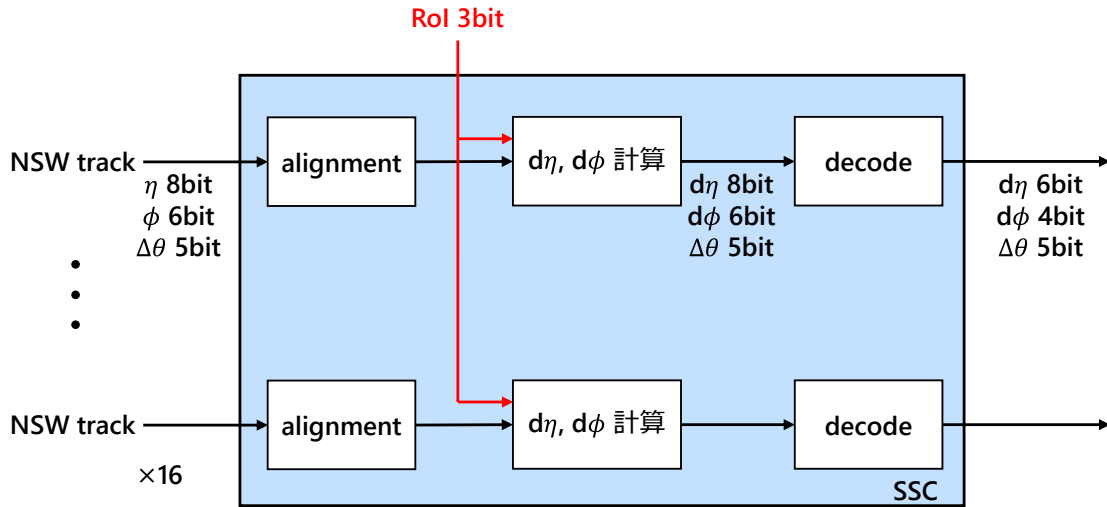 RoI 3bit
NSW track
η 8bit
ϕ 6bit
Δθ 5bit
alignment
dη, dϕ 計算
dη 8bit
dϕ 6bit
Δθ 5bit
decode
dη 6bit
dϕ 4bit
Δθ 5bit
NSW track
×16
alignment
dη, dϕ 計算
decode
SSC